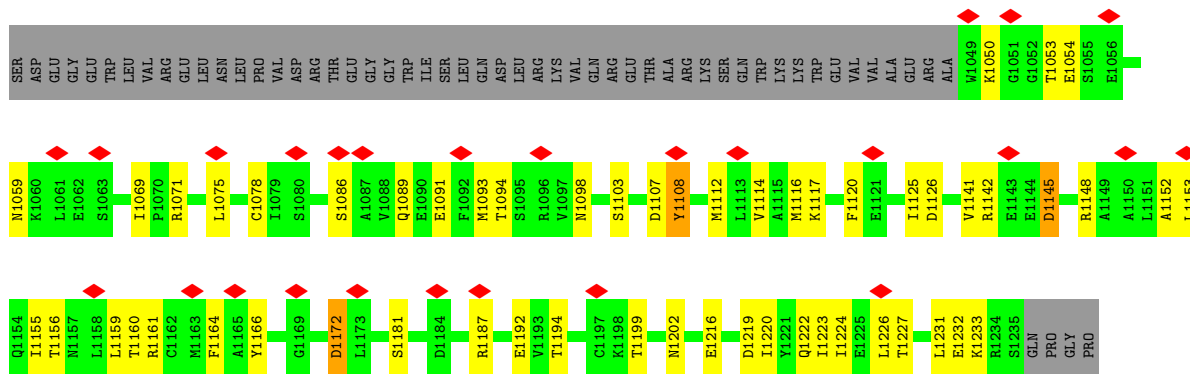 SER ASP GLU GLY GLU TRP LEU VAL ARG GLU LEU ASN LEU PRO VAL ASP ARG THR GLU GLY GLY TRP ILE SER LEU GLN ASP LEU ARG LYS VAL GLN ARG GLU THR ALA ARG LYS SER GLN TRP LYS LYS TRP GLU VAL VAL ALA GLU ARG ALA W1049 K1050 G1051 G1052 T1053 E1054 S1055 E1056
N1059 K1060 L1061 E1062 S1063 I1069 P1070 R1071 L1075 C1078 I1079 S1080 S1086 A1087 V1088 Q1089 E1090 E1091 F1092 M1093 T1094 S1095 R1096 V1097 N1098 S1103 D1107 Y1108 M1112 L1113 V1114 A1115 M1116 K1117 F1120 E1121 I1125 D1126 V1141 R1142 E1143 E1144 D1145 R1148 A1149 A1150 L1151 A1152 L1153
Q1154 I1155 T1156 N1157 L1158 L1159 T1160 R1161 C1162 M1163 F1164 A1165 Y1166 G1169 D1172 L1173 S1181 D1184 R1187 E1192 V1193 T1194 C1197 K1198 T1199 N1202 E1216 D1219 I1220 Y1221 Q1222 I1223 I1224 E1225 L1226 T1227 L1231 E1232 K1233 R1234 S1235 GLN PRO GLY PRO